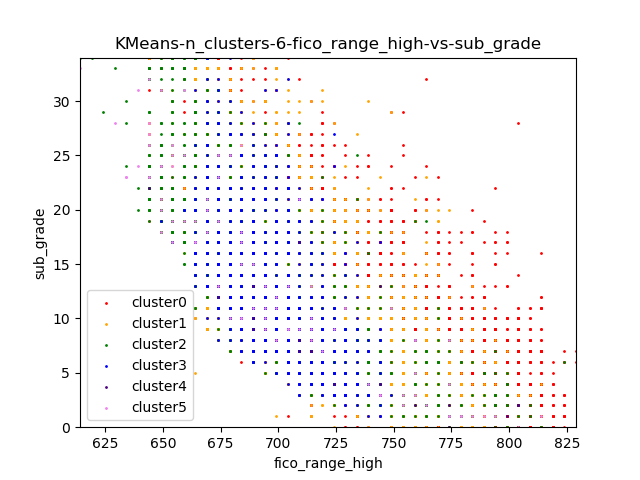 KMeans-n_clusters-6-fico_range_high-vs-sub_grade
30
25
20
15
10
5
0
sub_grade
cluster0
cluster1
cluster2
cluster3
cluster4
cluster5
625 650 675 700 725 750 775 800 825
fico_range_high